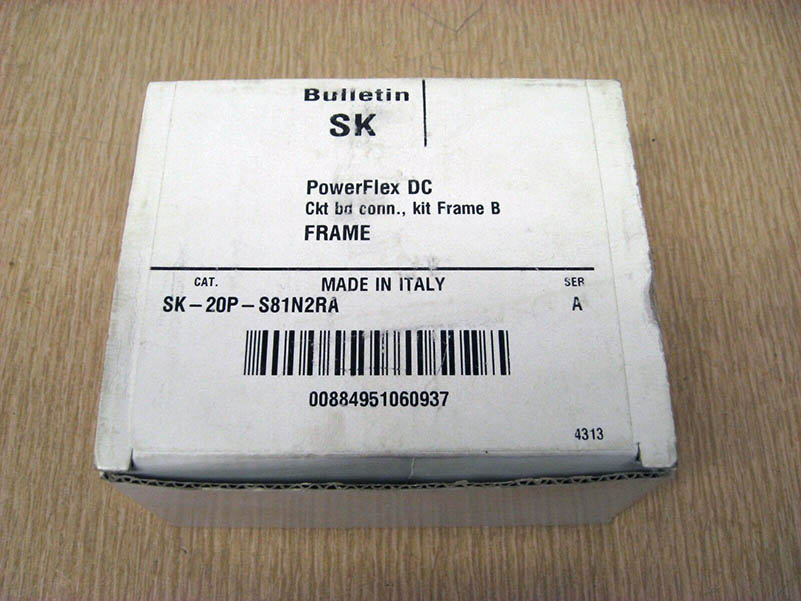 Bulletin
SK
PowerFlex DC
Ckt bd conn., kit Frame B
FRAME
CAT. MADE IN ITALY SER
SK-20P-S81N2RA A
00884951060937
4313